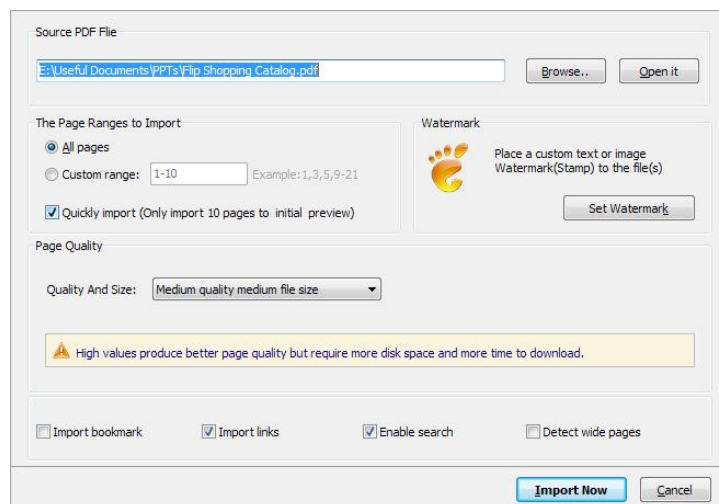 Source PDF Flie
E:\Useful Documents\PPTs\Flip Shopping Catalog.pdf
Browse..
Open it
The Page Ranges to Import
All pages
Custom range: 1-10 Example:1,3,5,9-21
Quickly import (Only import 10 pages to initial preview)
Watermark
Place a custom text or image
Watermark(Stamp) to the file(s)
Set Watermark
Page Quality
Quality And Size: Medium quality medium file size
High values produce better page quality but require more disk space and more time to download.
Import bookmark
Import links
Enable search
Detect wide pages
Import Now
Cancel